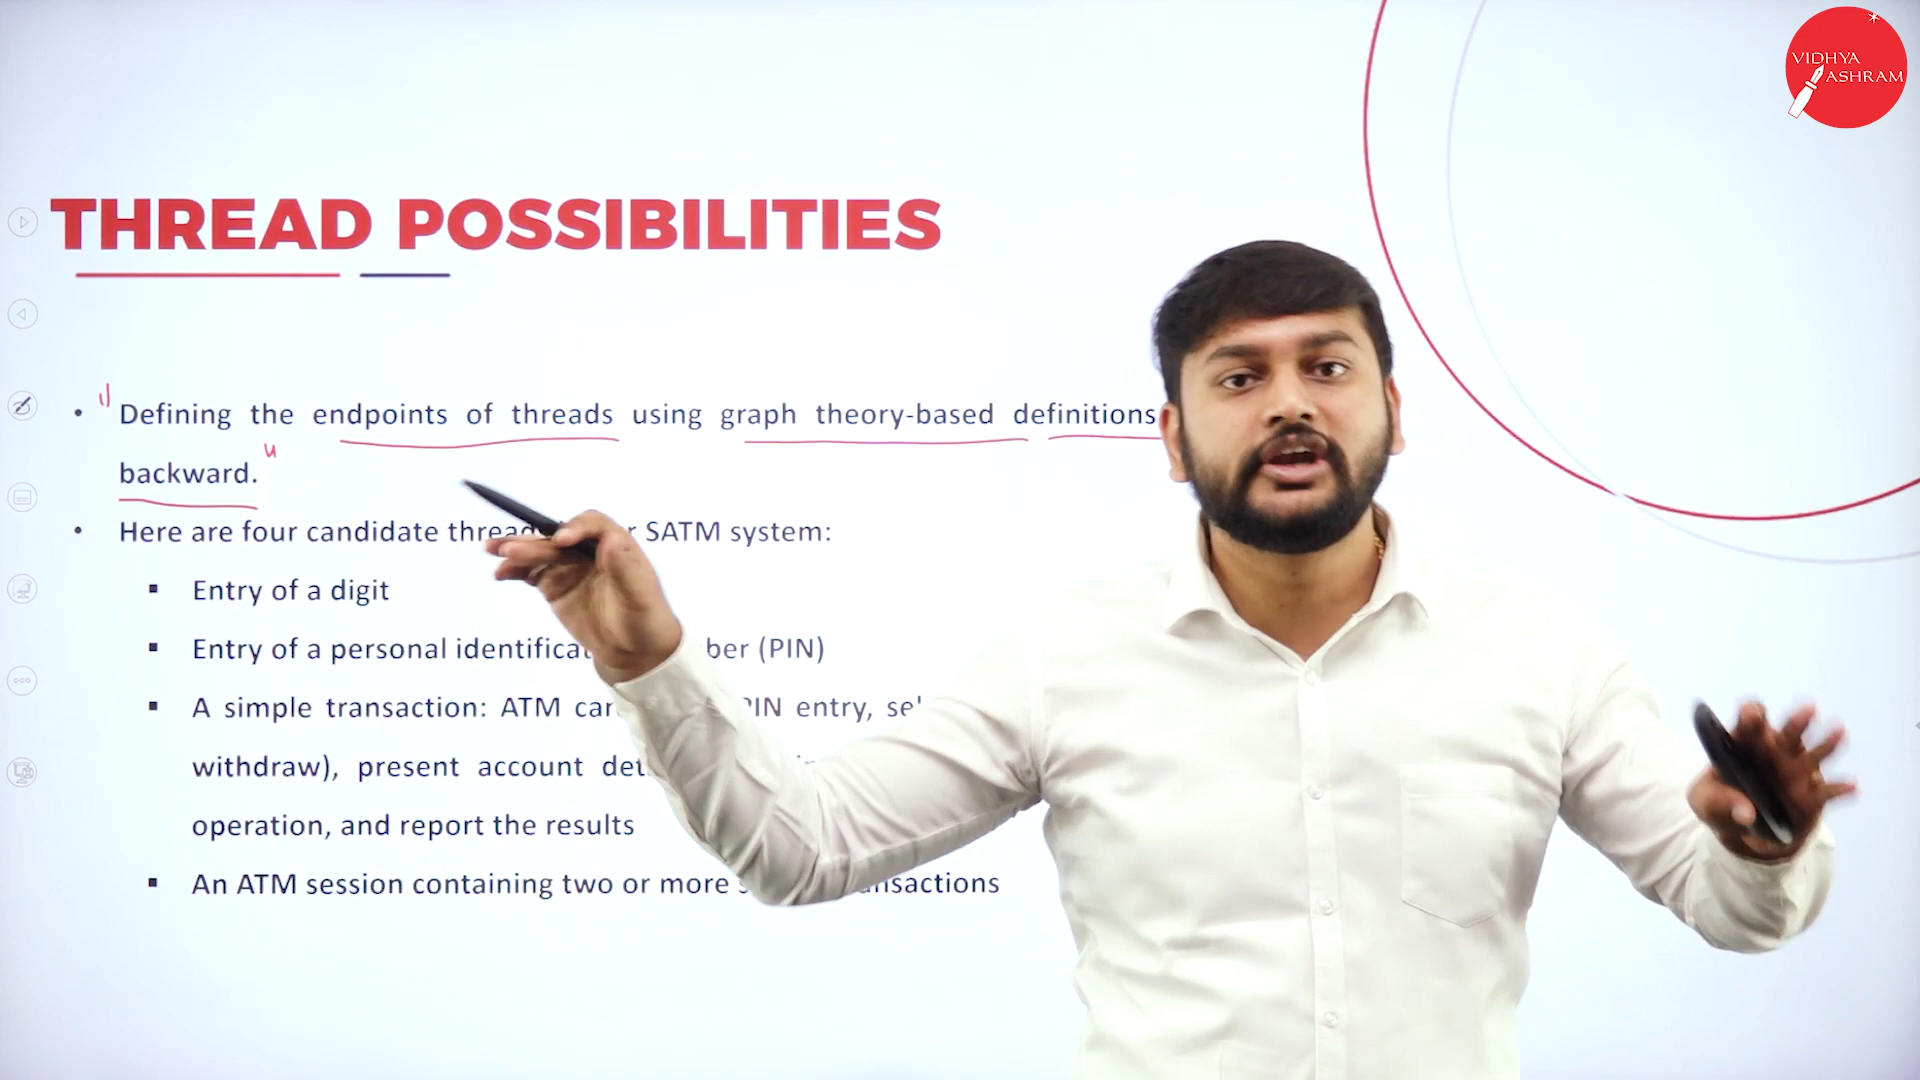 VIDHYA
ASHRAM
THREAD POSSIBILITIES
• Defining the endpoints of threads using graph theory-based definitions
backward.
• Here are four candidate SATM system:
▪ Entry of a digit
▪ Entry of a personal (PIN)
▪ A simple transaction: ATM PIN entry,
withdraw), present account
operation, and report the results
▪ An ATM session containing two or more